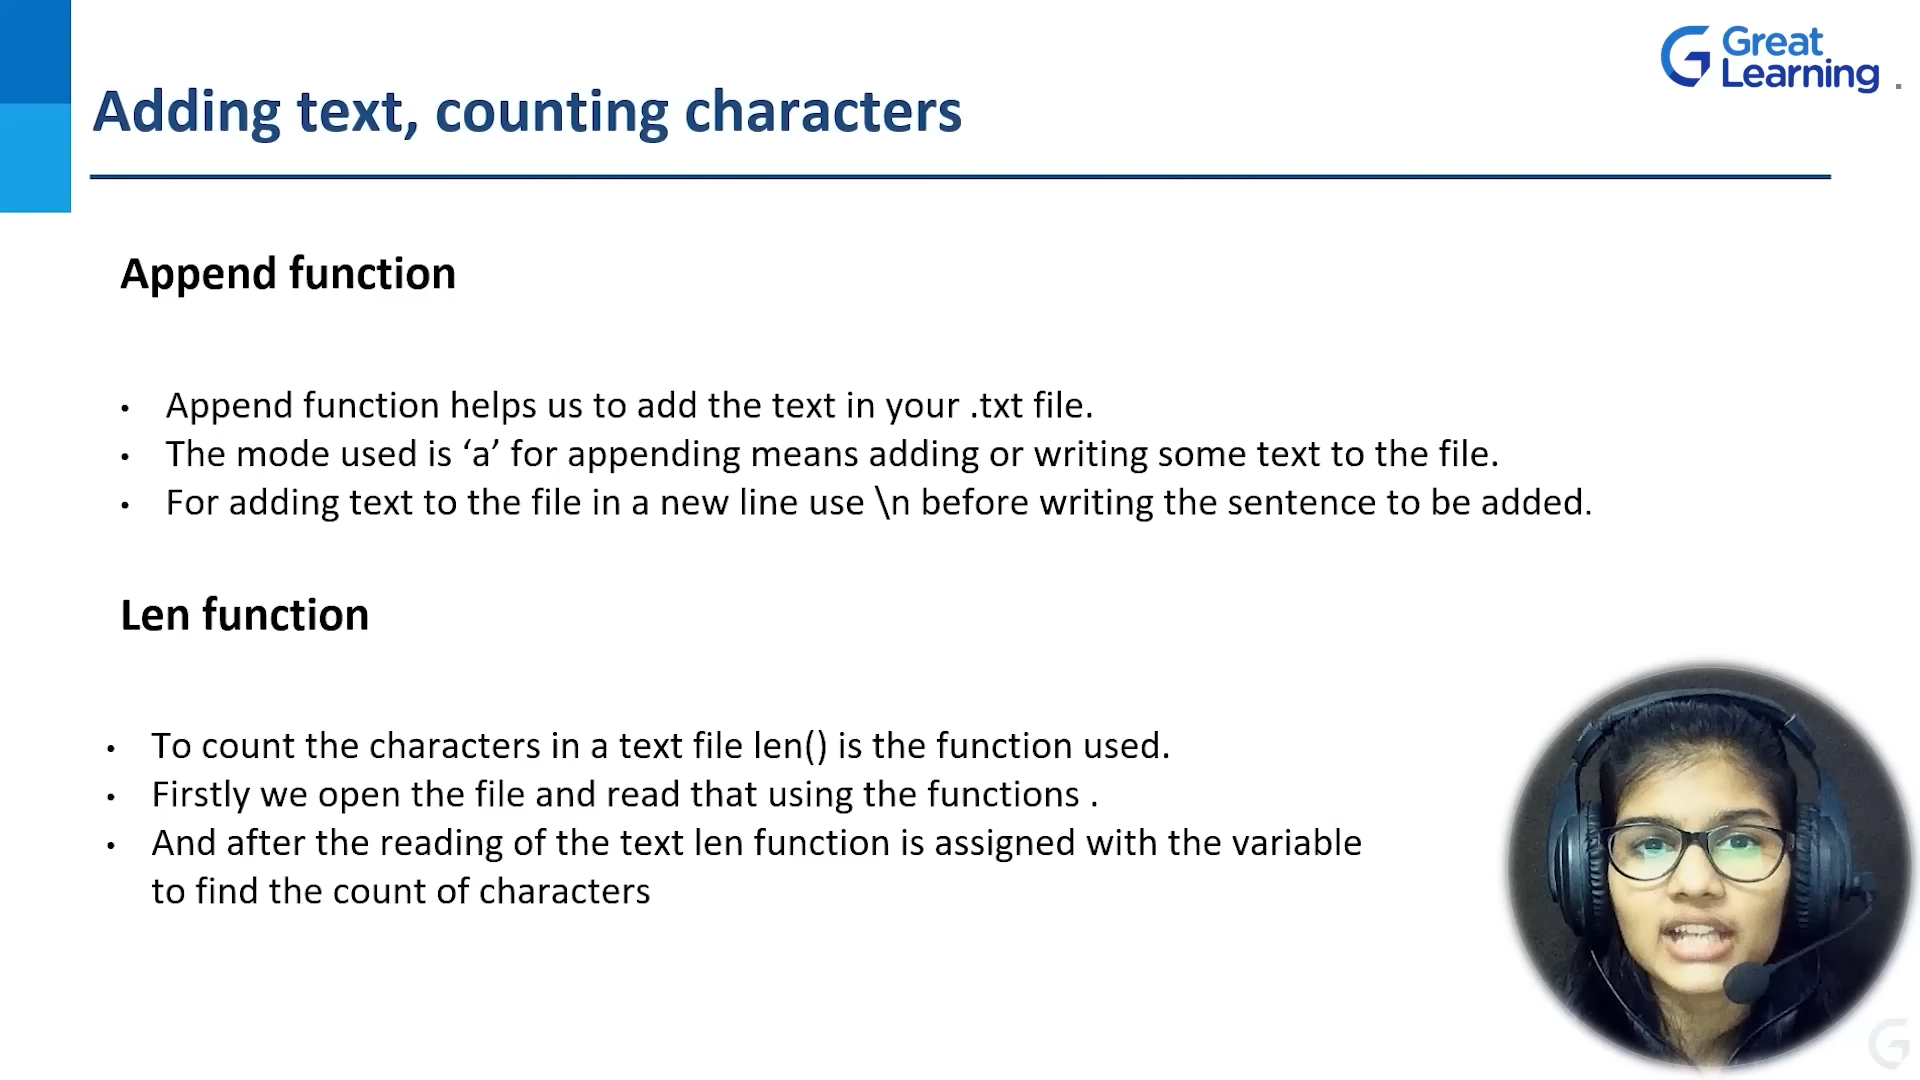 Great
Learning .
Adding text, counting characters
Append function
• Append function helps us to add the text in your .txt file.
• The mode used is ‘a’ for appending means adding or writing some text to the file.
• For adding text to the file in a new line use \n before writing the sentence to be added.
Len function
• To count the characters in a text file len() is the function used.
• Firstly we open the file and read that using the functions .
• And after the reading of the text len function is assigned with the variable
to find the count of characters